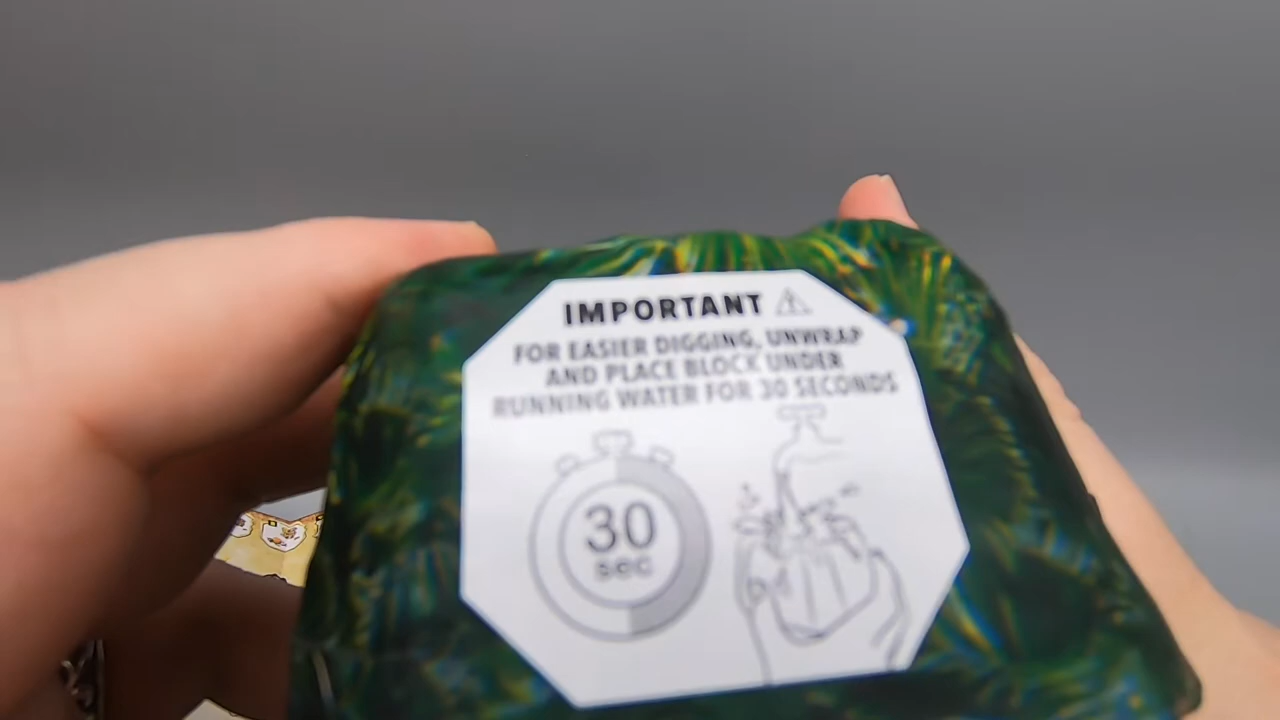 IMPORTANT
FOR EASIER DIGGING, UNWRAP
AND PLACE BLOCK UNDER
RUNNING WATER FOR 30 SECONDS
30
sec